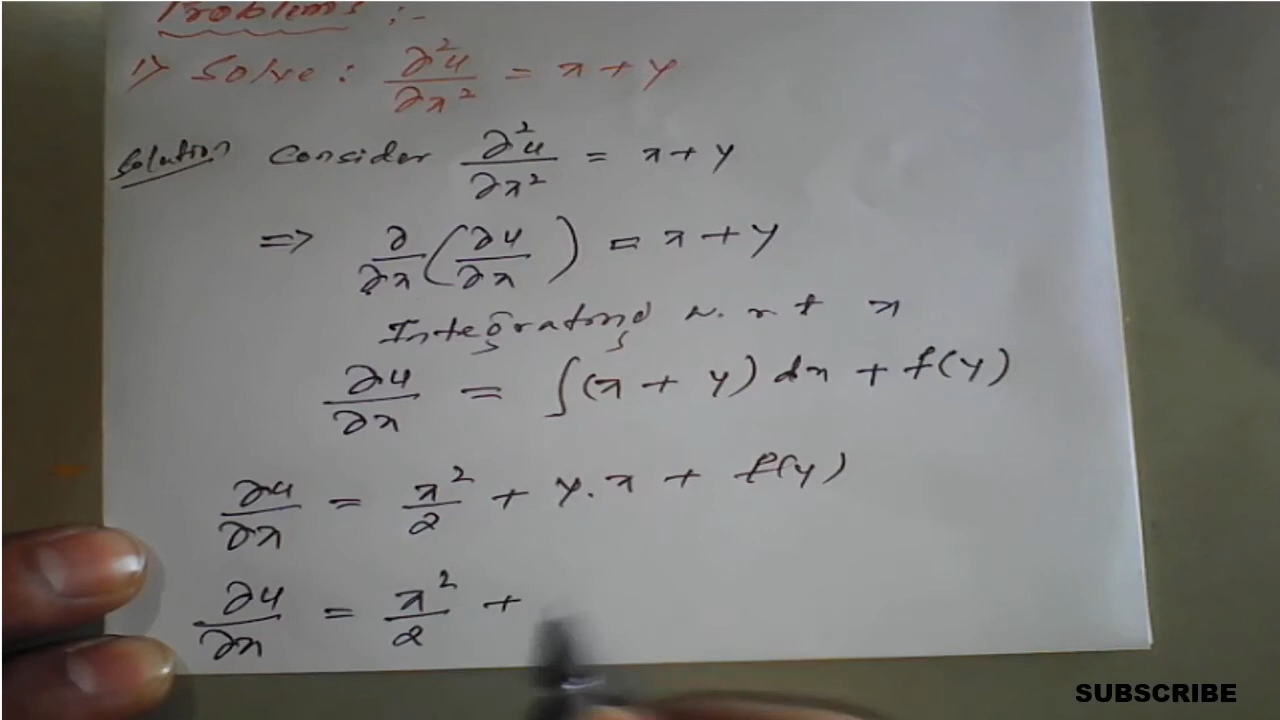 Problems :-
1) Solve : ∂²u/∂x² = x + y
Solution Consider ∂²u/∂x² = x + y
=> ∂/∂x (∂u/∂x) = x + y
Integrating w.r.t x
∂u/∂x = ∫(x + y) dx + f(y)
∂u/∂x = x²/2 + y.x + f(y)
∂u/∂x = x²/2 +
SUBSCRIBE